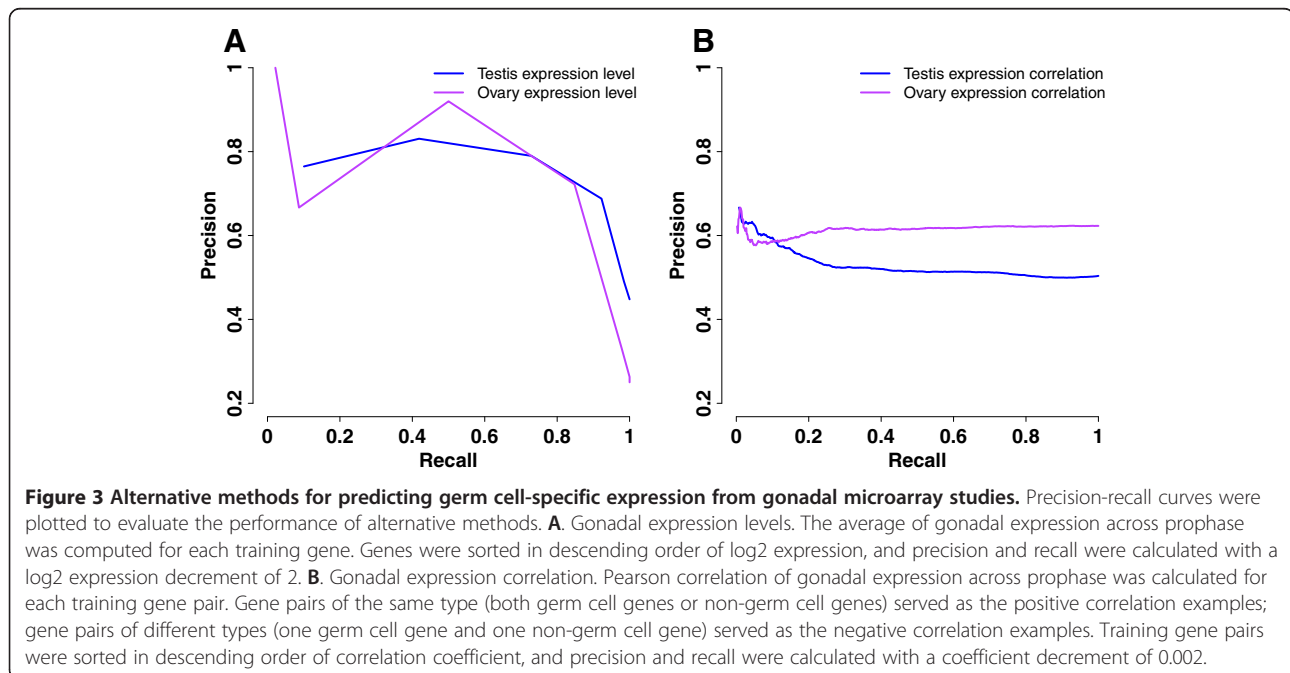 A
B
Testis expression level
Ovary expression level
Testis expression correlation
Ovary expression correlation
Precision
1
0.8
0.6
0.4
0.2
0 0.2 0.4 0.6 0.8 1
Recall
Precision
1
0.8
0.6
0.4
0.2
0 0.2 0.4 0.6 0.8 1
Recall
Figure 3 Alternative methods for predicting germ cell-specific expression from gonadal microarray studies. Precision-recall curves were
plotted to evaluate the performance of alternative methods. A. Gonadal expression levels. The average of gonadal expression across prophase
was computed for each training gene. Genes were sorted in descending order of log2 expression, and precision and recall were calculated with a
log2 expression decrement of 2. B. Gonadal expression correlation. Pearson correlation of gonadal expression across prophase was calculated for
each training gene pair. Gene pairs of the same type (both germ cell genes or non-germ cell genes) served as the positive correlation examples;
gene pairs of different types (one germ cell gene and one non-germ cell gene) served as the negative correlation examples. Training gene pairs
were sorted in descending order of correlation coefficient, and precision and recall were calculated with a coefficient decrement of 0.002.